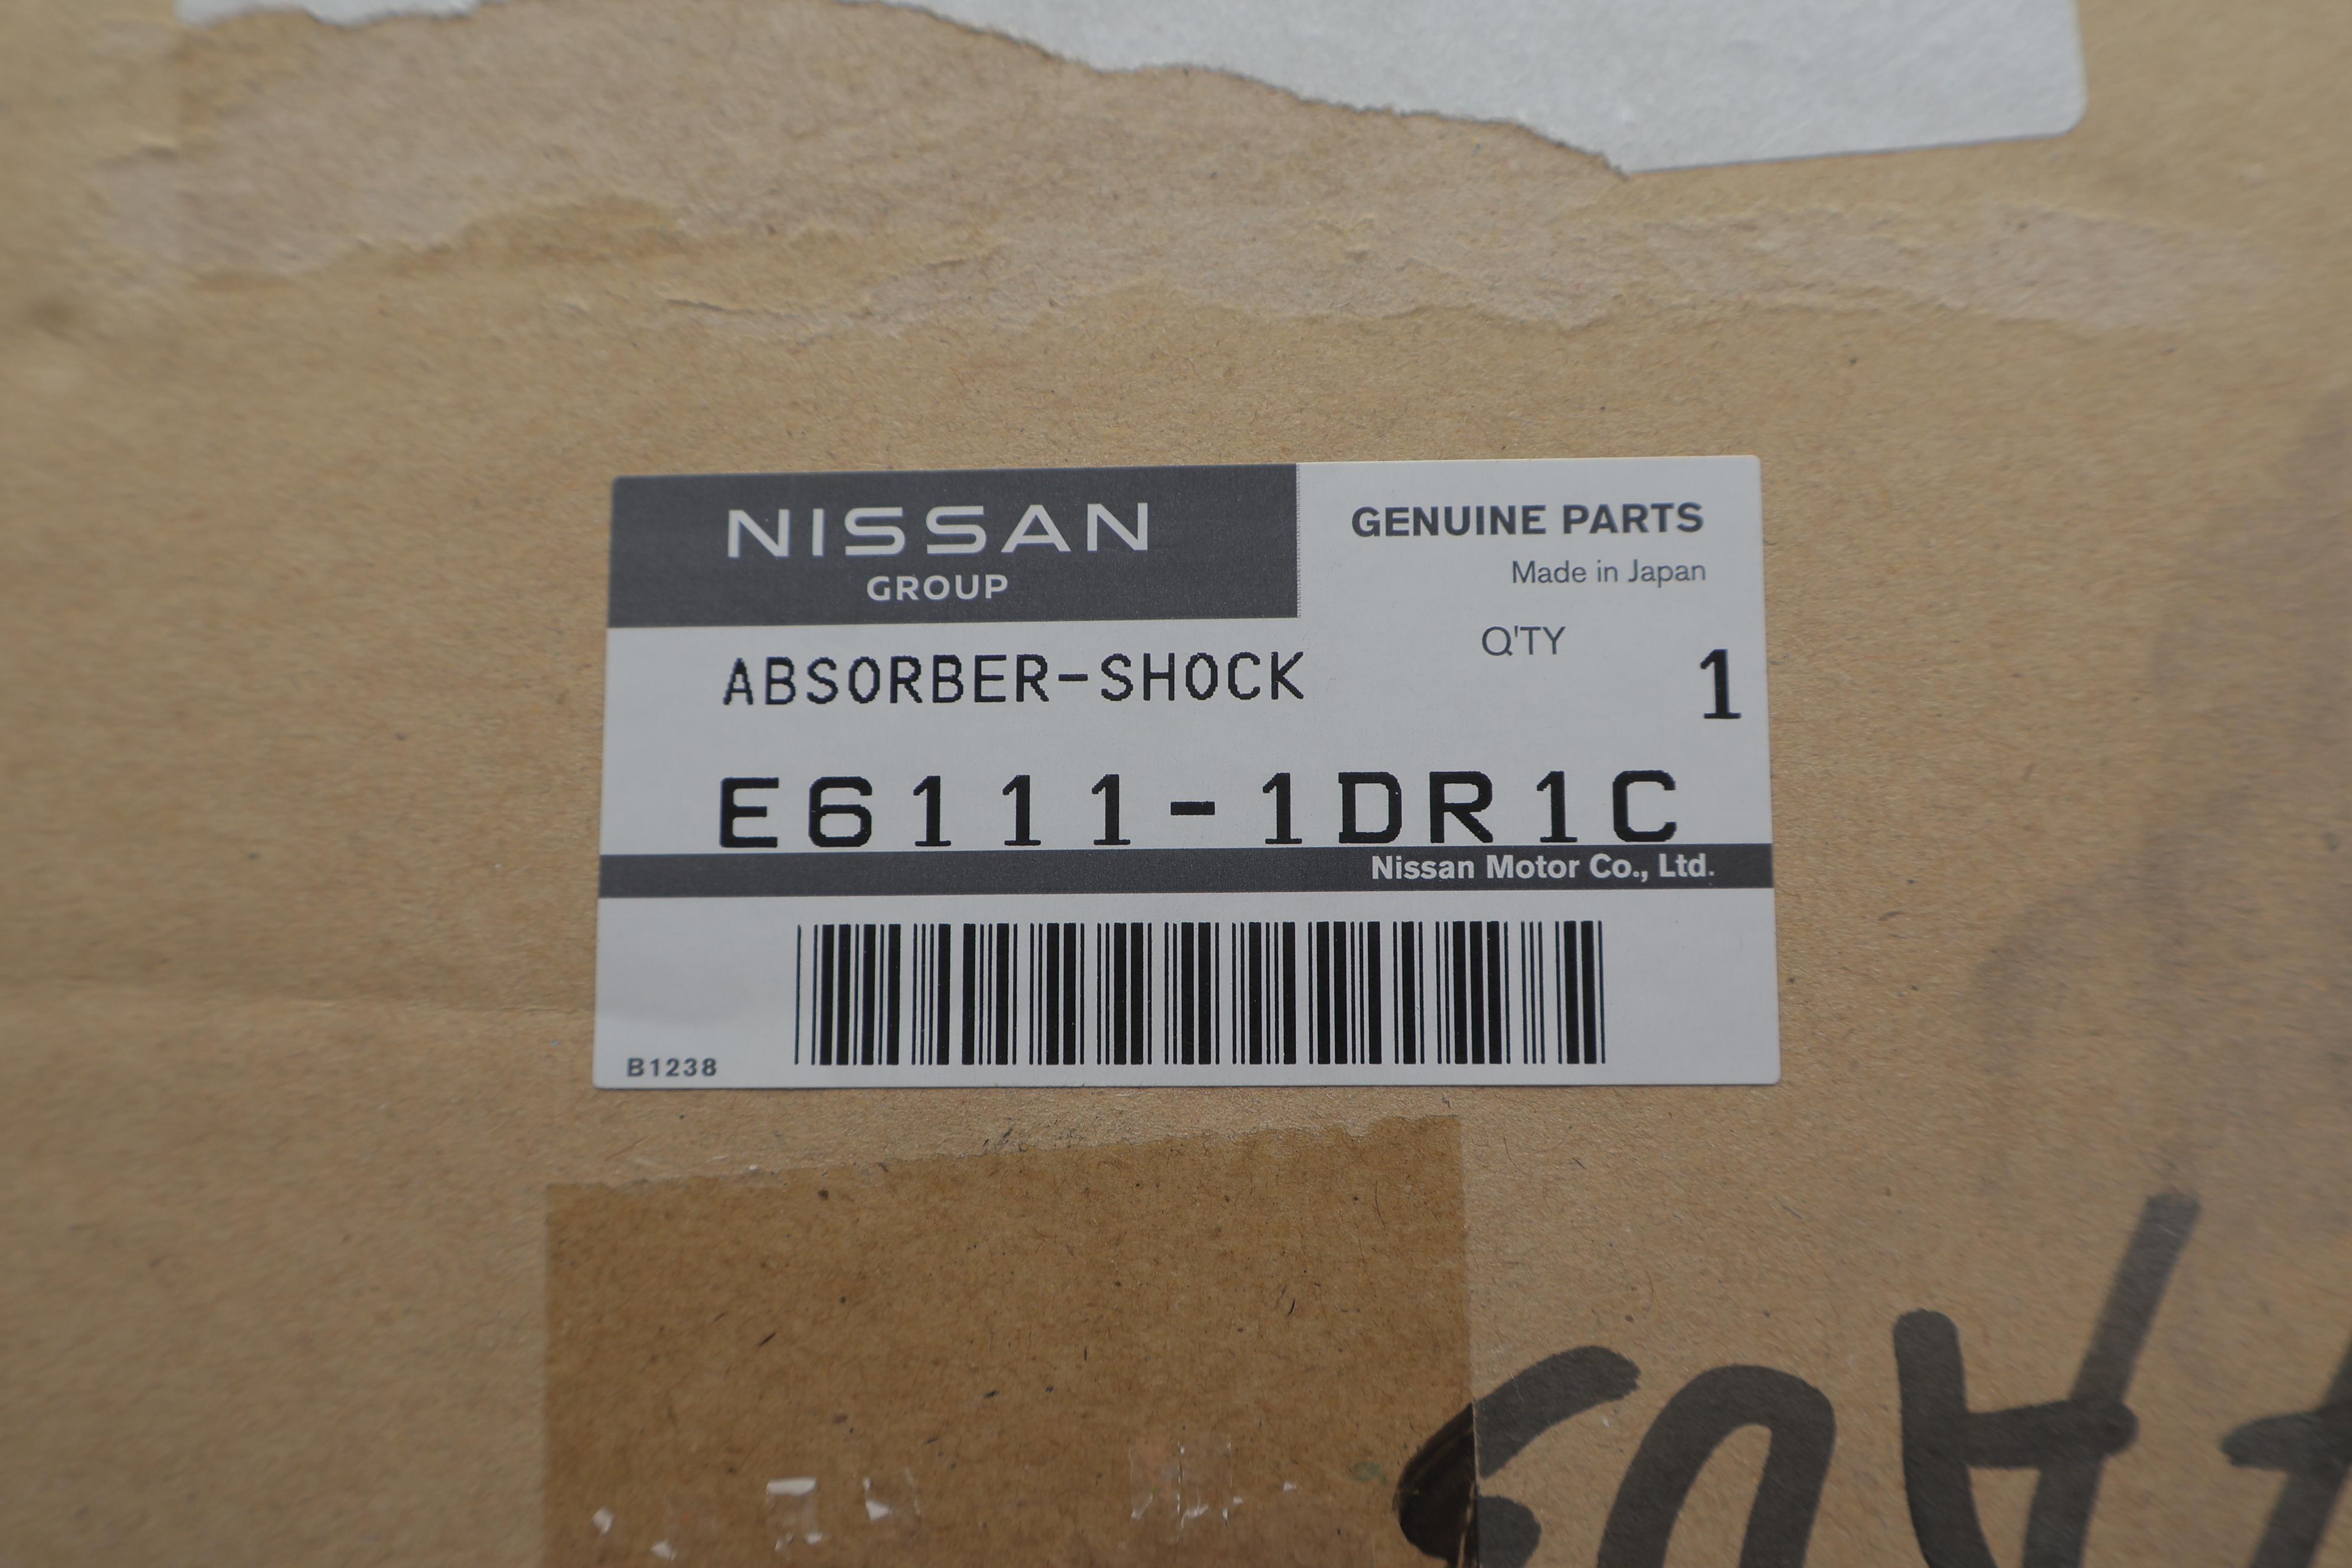 NISSAN
GROUP
GENUINE PARTS
Made in Japan
Q'TY
1
ABSORBER-SHOCK
E6111-1DR1C
Nissan Motor Co., Ltd.
B1238